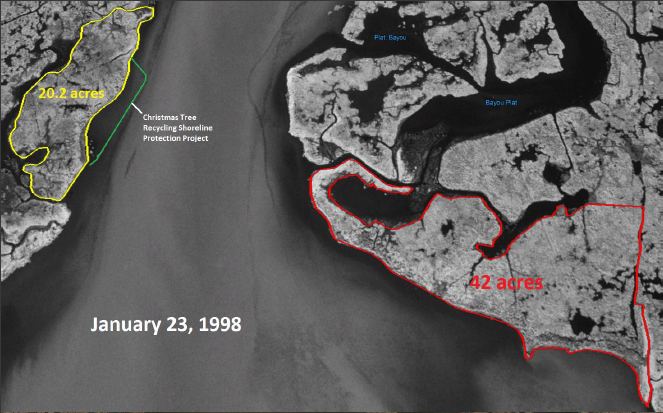 Plat Bayou
20.2 acres
Bayou Plat
Christmas Tree
Recycling Shoreline
Protection Project
42 acres
January 23, 1998